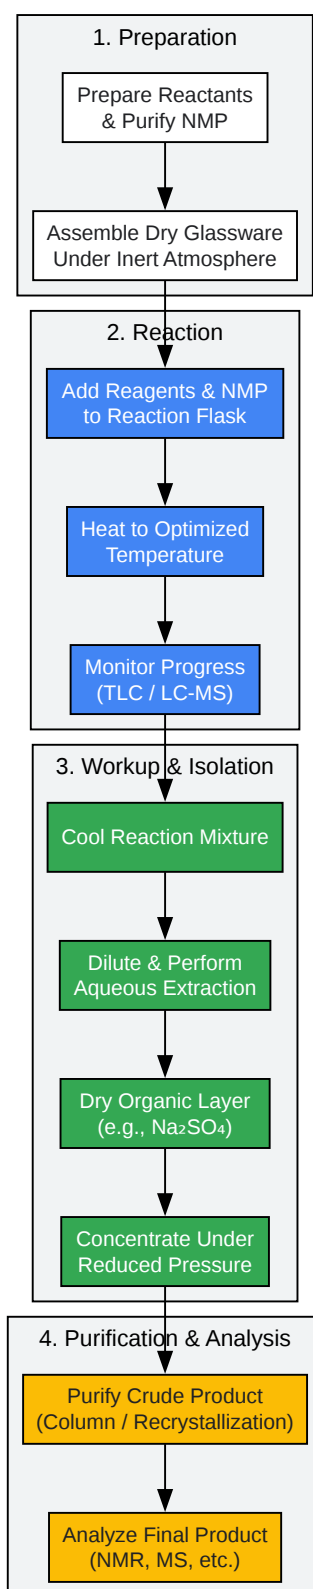 1. Preparation
Prepare Reactants
& Purify NMP
Assemble Dry Glassware
Under Inert Atmosphere
2. Reaction
Add Reagents & NMP
to Reaction Flask
Heat to Optimized
Temperature
Monitor Progress
(TLC / LC-MS)
3. Workup & Isolation
Cool Reaction Mixture
Dilute & Perform
Aqueous Extraction
Dry Organic Layer
(e.g., Na₂SO₄)
Concentrate Under
Reduced Pressure
4. Purification & Analysis
Purify Crude Product
(Column / Recrystallization)
Analyze Final Product
(NMR, MS, etc.)